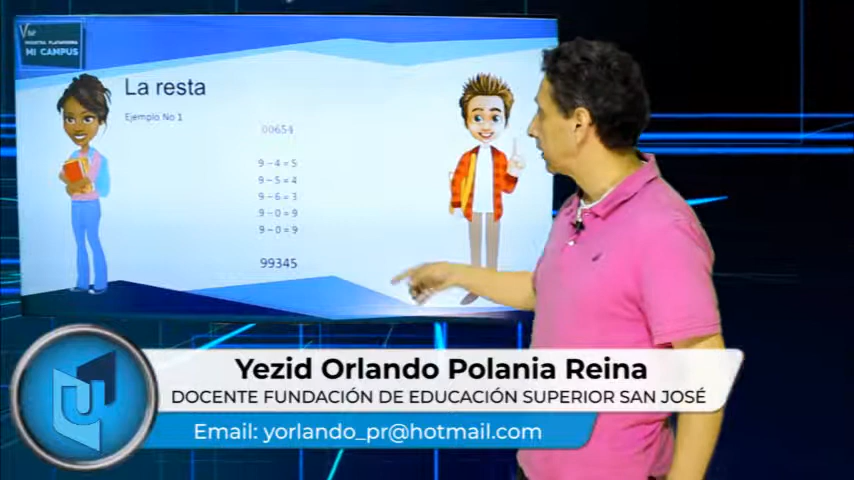 NUESTRA PLATAFORMA
MI CAMPUS
La resta
Ejemplo No 1
00654
9 – 4 = 5
9 – 5 = 4
9 – 6 = 3
9 – 0 = 9
9 – 0 = 9
99345
Yezid Orlando Polania Reina
DOCENTE FUNDACIÓN DE EDUCACIÓN SUPERIOR SAN JOSÉ
Email: yorlando_pr@hotmail.com